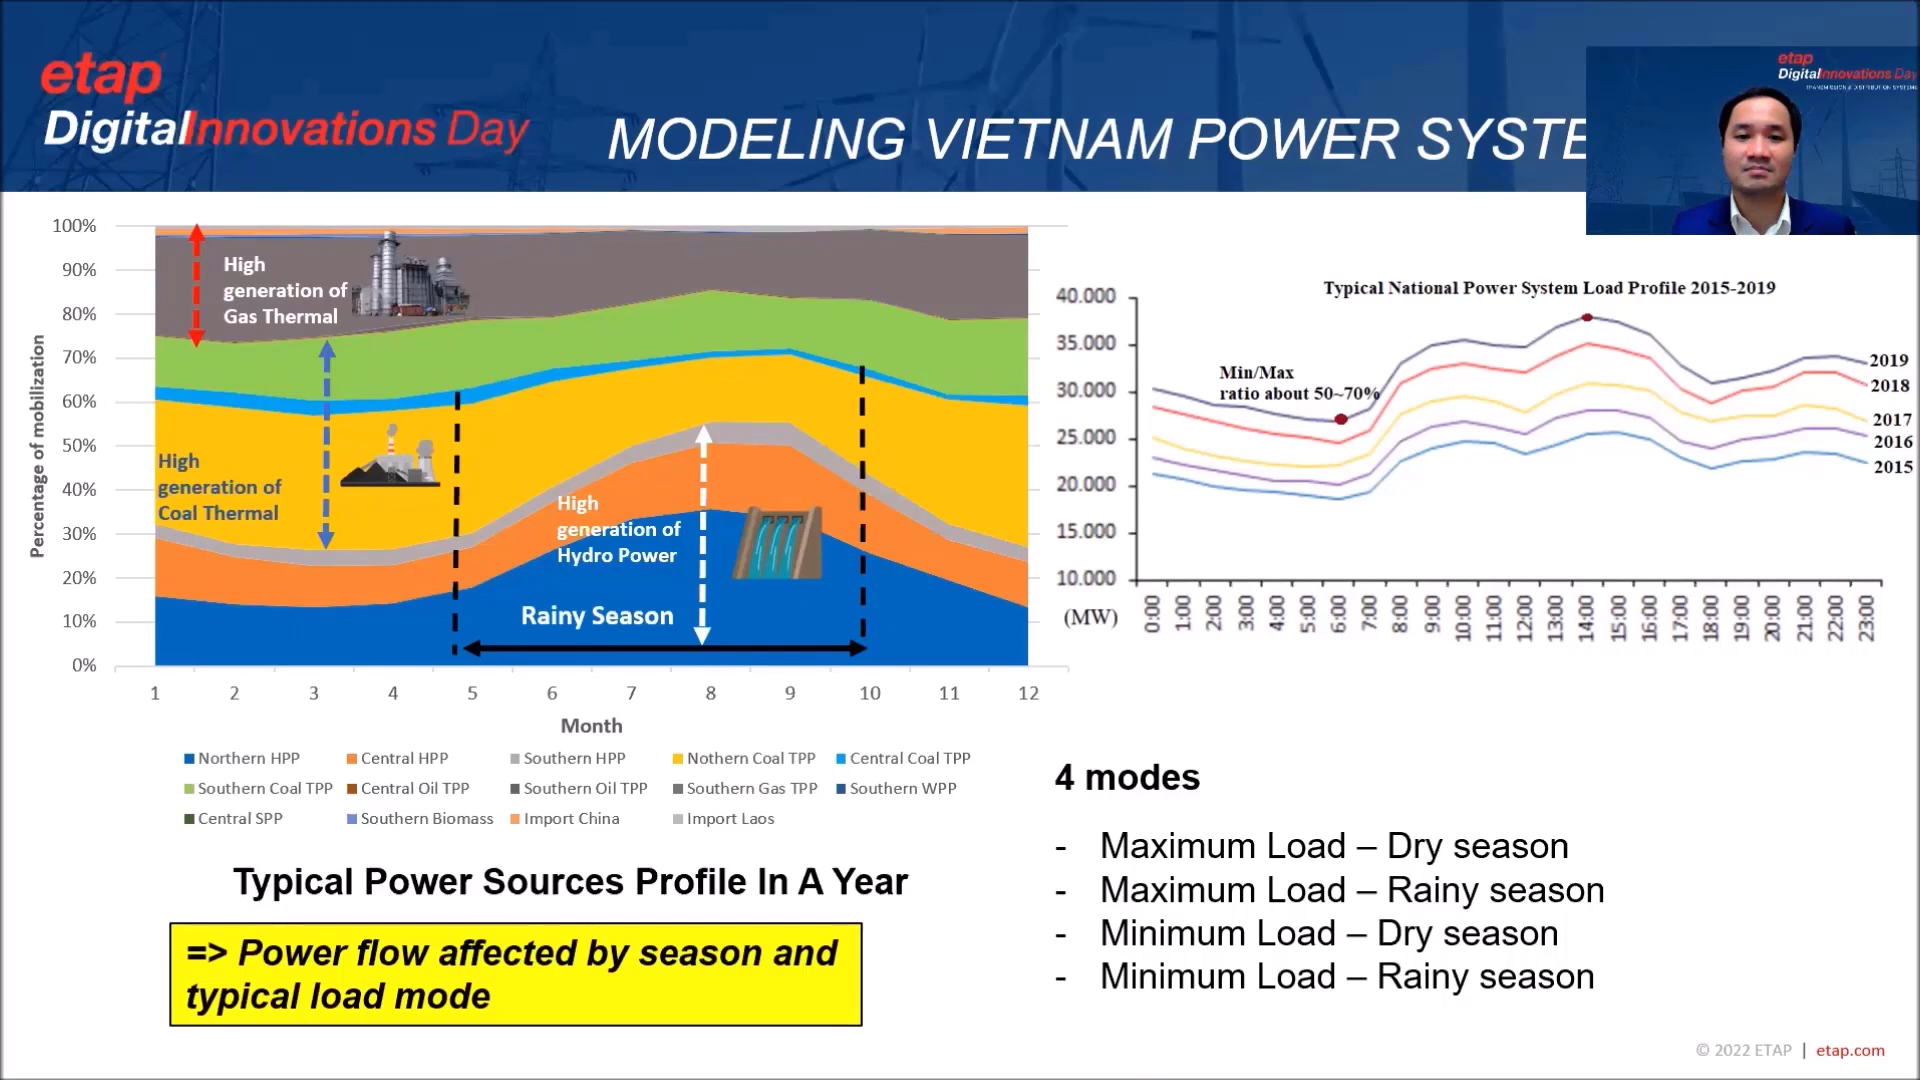 etap
DigitalInnovations Day
MODELING VIETNAM POWER SYSTE
etap
DigitalInnovations Day
TRANSMISSION & DISTRIBUTION SYSTEMS
100%
90%
80%
70%
60%
50%
40%
30%
20%
10%
0%
Percentage of mobilization
High
generation of
Gas Thermal
High
generation of
Coal Thermal
High
generation of
Hydro Power
Rainy Season
1 2 3 4 5 6 7 8 9 10 11 12
Month
Northern HPP Central HPP Southern HPP Nothern Coal TPP Central Coal TPP
Southern Coal TPP Central Oil TPP Southern Oil TPP Southern Gas TPP Southern WPP
Central SPP Southern Biomass Import China Import Laos
Typical Power Sources Profile In A Year
=> Power flow affected by season and
typical load mode
Typical National Power System Load Profile 2015-2019
40.000
35.000
30.000
25.000
20.000
15.000
10.000
(MW)
Min/Max
ratio about 50~70%
2019
2018
2017
2016
2015
0:00 1:00 2:00 3:00 4:00 5:00 6:00 7:00 8:00 9:00 10:00 11:00 12:00 13:00 14:00 15:00 16:00 17:00 18:00 19:00 20:00 21:00 22:00 23:00
4 modes
- Maximum Load – Dry season
- Maximum Load – Rainy season
- Minimum Load – Dry season
- Minimum Load – Rainy season
© 2022 ETAP | etap.com